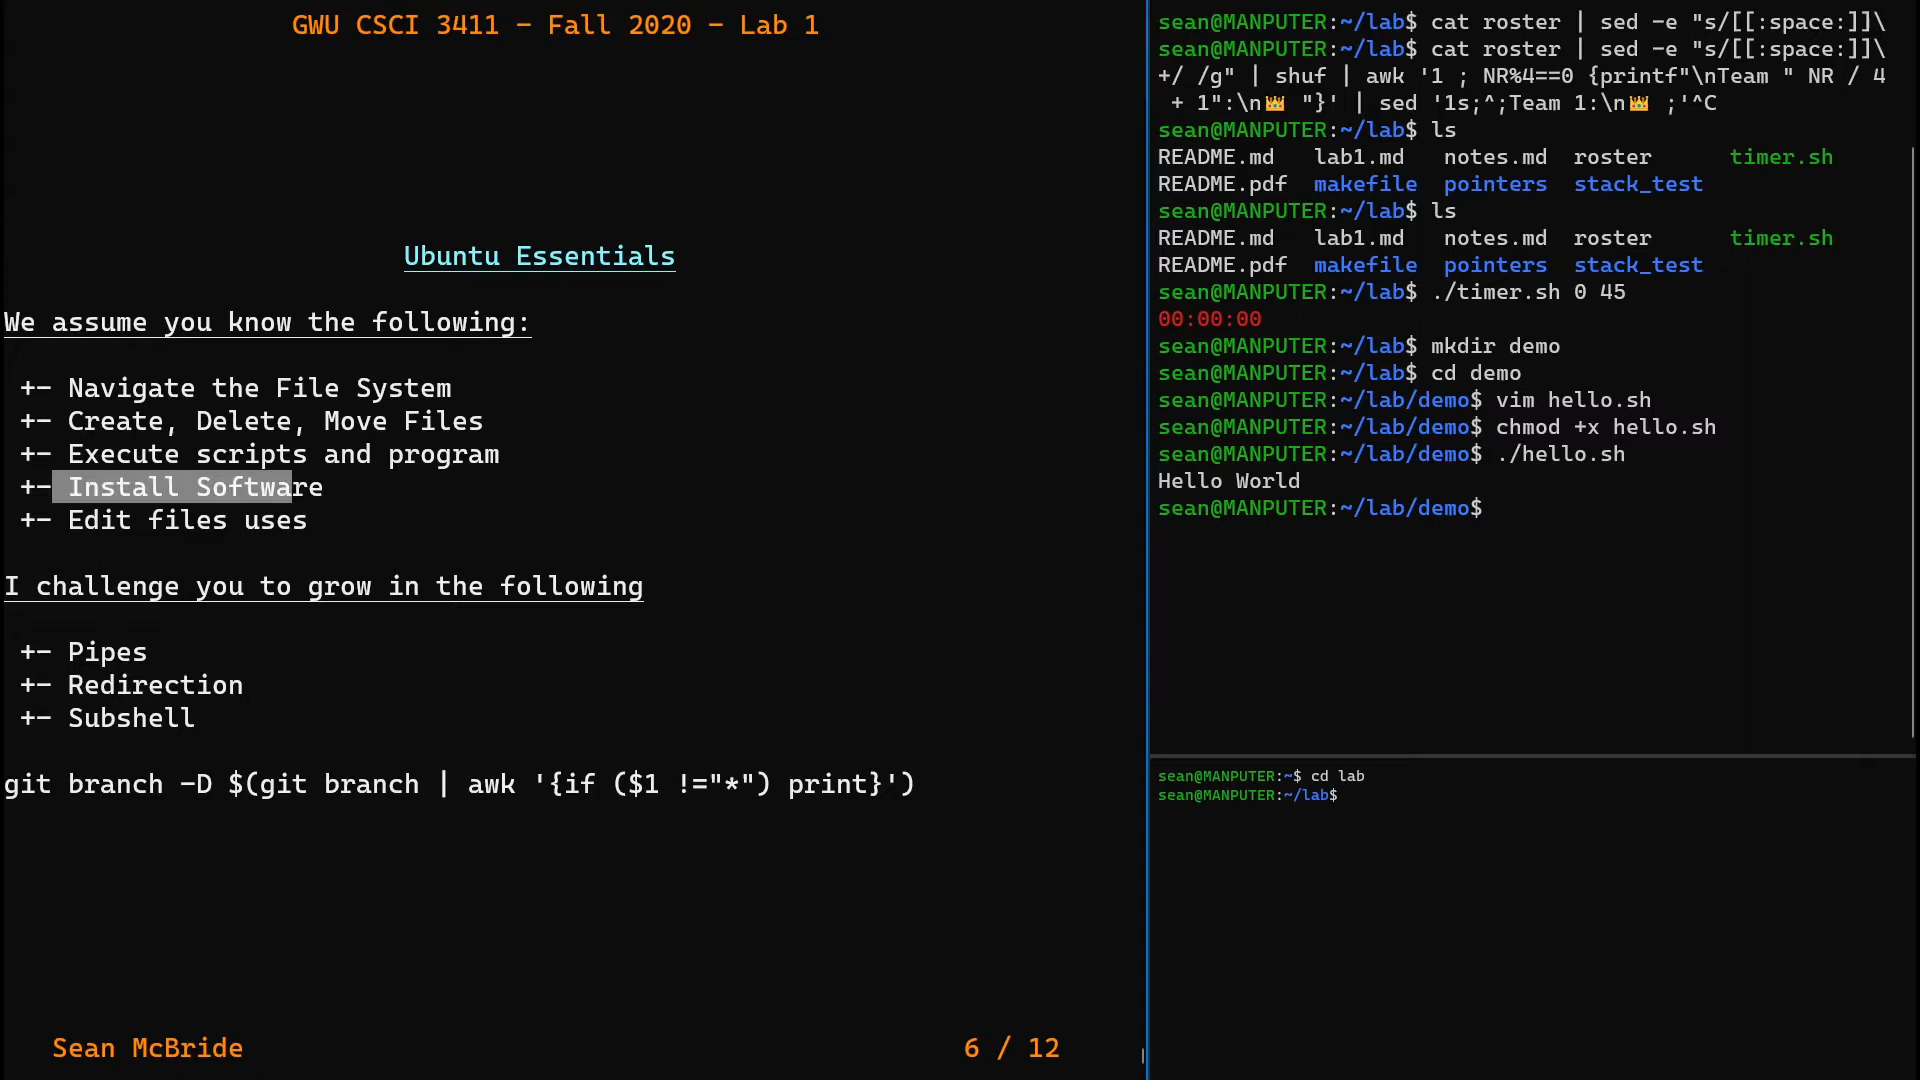 GWU CSCI 3411 - Fall 2020 - Lab 1
Ubuntu Essentials
We assume you know the following:
+- Navigate the File System
+- Create, Delete, Move Files
+- Execute scripts and program
+- Install Software
+- Edit files uses
I challenge you to grow in the following
+- Pipes
+- Redirection
+- Subshell
git branch -D $(git branch | awk '{if ($1 !="*") print}')
Sean McBride
6 / 12
sean@MANPUTER:~/lab$ cat roster | sed -e "s/[[:space:]]\
sean@MANPUTER:~/lab$ cat roster | sed -e "s/[[:space:]]\
+/ /g" | shuf | awk '1 ; NR%4==0 {printf"\nTeam " NR / 4
+ 1":\n👑 "}' | sed '1s;^;Team 1:\n👑 ;'^C
sean@MANPUTER:~/lab$ ls
README.md lab1.md notes.md roster timer.sh
README.pdf makefile pointers stack_test
sean@MANPUTER:~/lab$ ls
README.md lab1.md notes.md roster timer.sh
README.pdf makefile pointers stack_test
sean@MANPUTER:~/lab$ ./timer.sh 0 45
00:00:00
sean@MANPUTER:~/lab$ mkdir demo
sean@MANPUTER:~/lab$ cd demo
sean@MANPUTER:~/lab/demo$ vim hello.sh
sean@MANPUTER:~/lab/demo$ chmod +x hello.sh
sean@MANPUTER:~/lab/demo$ ./hello.sh
Hello World
sean@MANPUTER:~/lab/demo$
sean@MANPUTER:~$ cd lab
sean@MANPUTER:~/lab$